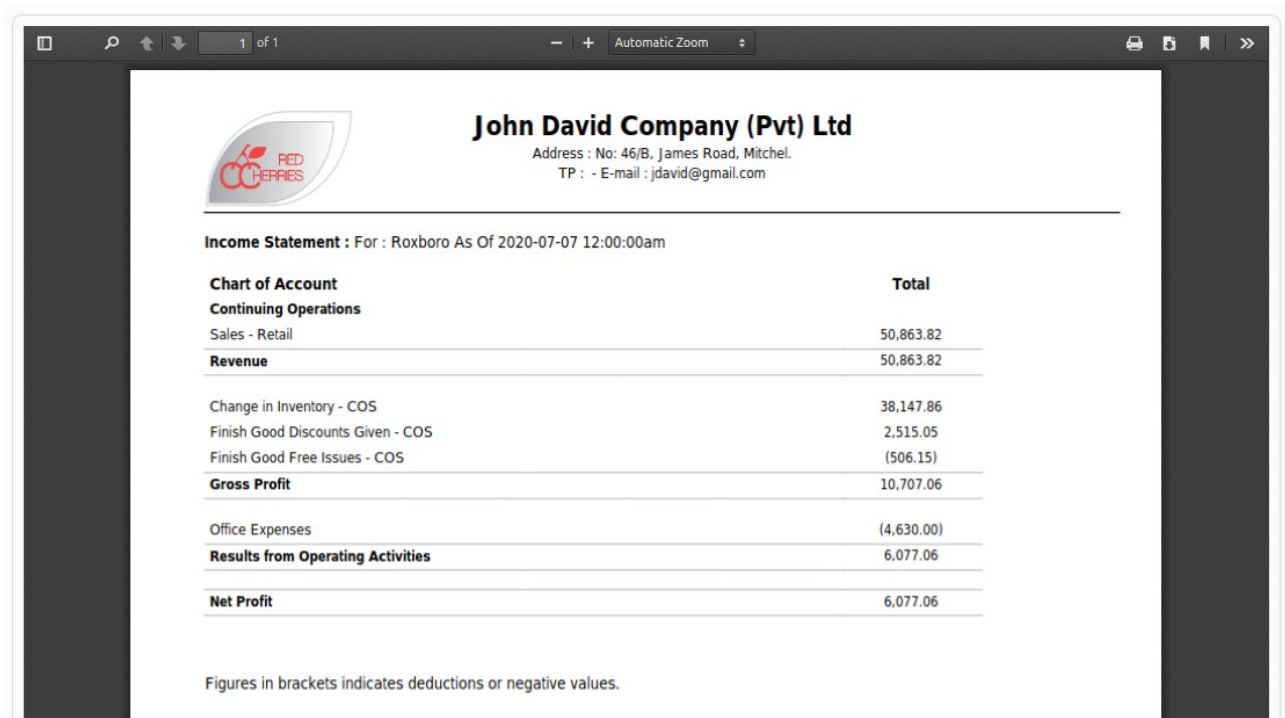 1 of 1
Automatic Zoom
RED
CHERRIES
John David Company (Pvt) Ltd
Address : No: 46/B, James Road, Mitchel.
TP : - E-mail : jdavid@gmail.com
Income Statement : For : Roxboro As Of 2020-07-07 12:00:00am
Chart of Account Total
Continuing Operations
Sales - Retail 50,863.82
Revenue 50,863.82
Change in Inventory - COS 38,147.86
Finish Good Discounts Given - COS 2,515.05
Finish Good Free Issues - COS (506.15)
Gross Profit 10,707.06
Office Expenses (4,630.00)
Results from Operating Activities 6,077.06
Net Profit 6,077.06
Figures in brackets indicates deductions or negative values.